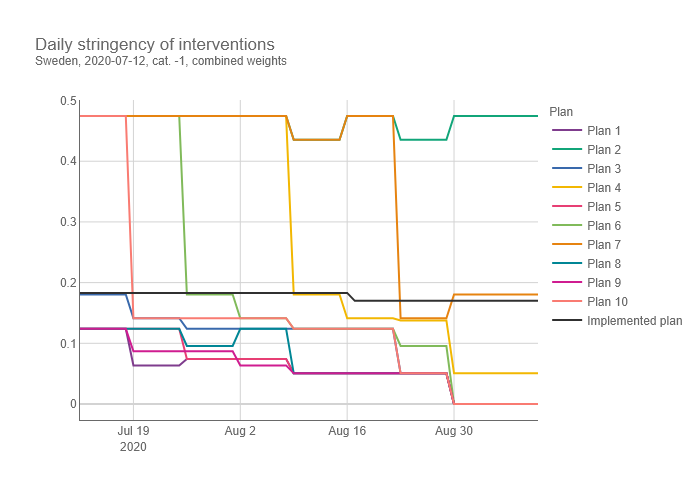 Daily stringency of interventions
Sweden, 2020-07-12, cat. -1, combined weights
0.5
0.4
0.3
0.2
0.1
0
Jul 19
2020
Aug 2
Aug 16
Aug 30
Plan
Plan 1
Plan 2
Plan 3
Plan 4
Plan 5
Plan 6
Plan 7
Plan 8
Plan 9
Plan 10
Implemented plan